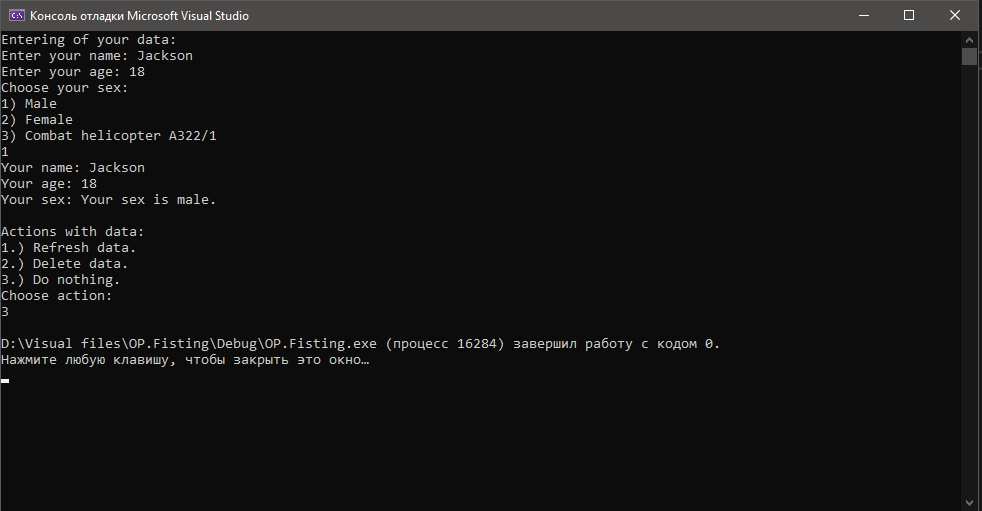 Консоль отладки Microsoft Visual Studio
Entering of your data:
Enter your name: Jackson
Enter your age: 18
Choose your sex:
1) Male
2) Female
3) Combat helicopter A322/1
1
Your name: Jackson
Your age: 18
Your sex: Your sex is male.
Actions with data:
1.) Refresh data.
2.) Delete data.
3.) Do nothing.
Choose action:
3
D:\Visual files\OP.Fisting\Debug\OP.Fisting.exe (процесс 16284) завершил работу с кодом 0.
Нажмите любую клавишу, чтобы закрыть это окно…